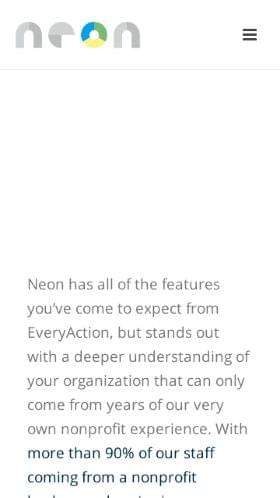 neon
Neon has all of the features
you've come to expect from
EveryAction, but stands out
with a deeper understanding of
your organization that can only
come from years of our very
own nonprofit experience. With
more than 90% of our staff
coming from a nonprofit